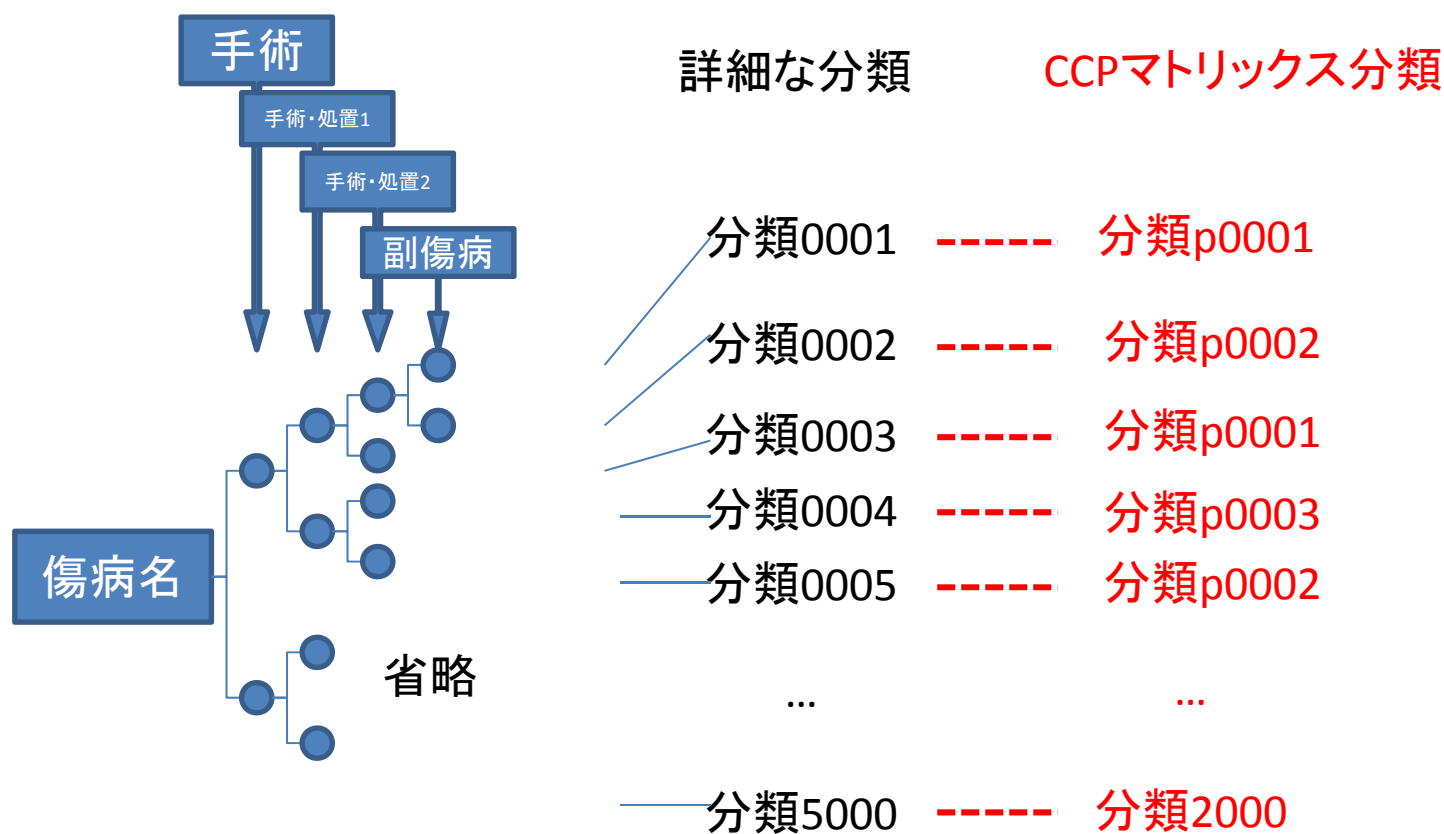 手術
手術・処置1
手術・処置2
副傷病
傷病名
省略
詳細な分類 CCPマトリックス分類
分類0001 ----- 分類p0001
分類0002 ----- 分類p0002
分類0003 ----- 分類p0001
分類0004 ----- 分類p0003
分類0005 ----- 分類p0002
... ...
分類5000 ----- 分類2000